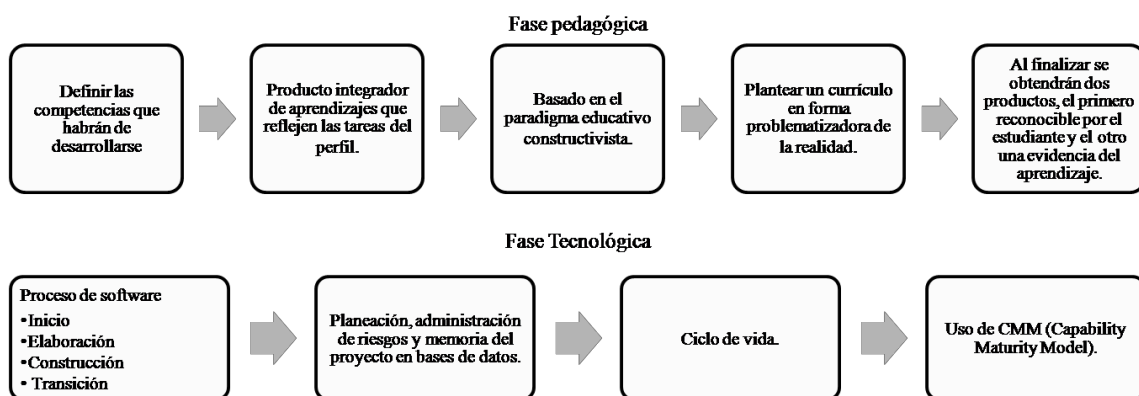 Fase pedagógica
Definir las
competencias que
habrán de
desarrollarse
Producto integrador
de aprendizajes que
reflejen las tareas del
perfil.
Basado en el
paradigma educativo
constructivista.
Plantear un currículo
en forma
problematizadora de
la realidad.
Al finalizar se
obtendrán dos
productos, el primero
reconocible por el
estudiante y el otro
una evidencia del
aprendizaje.
Fase Tecnológica
Proceso de software
•Inicio
•Elaboración
•Construcción
• Transición
Planeación, administración
de riesgos y memoria del
proyecto en bases de datos.
Ciclo de vida.
Uso de CMM (Capability
Maturity Model).